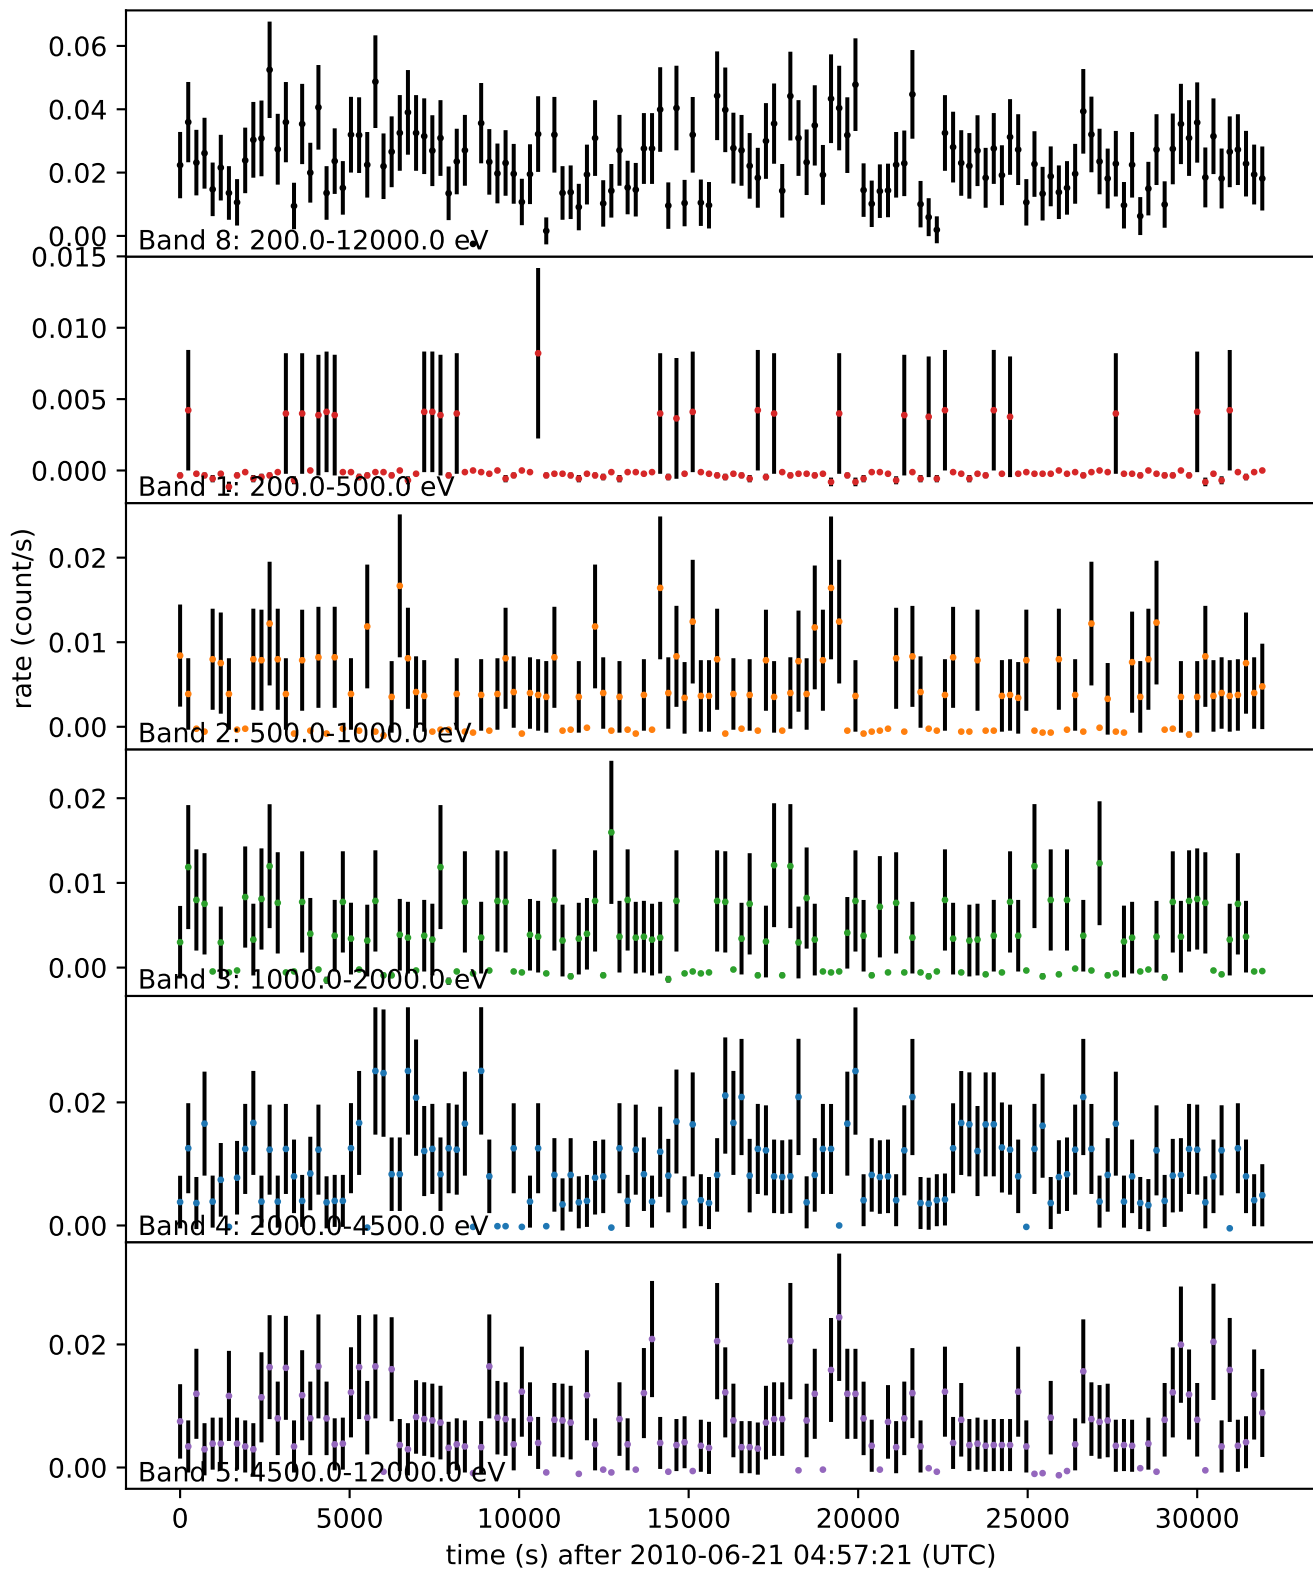 0.06
0.04
0.02
0.00
Band 8: 200.0-12000.0 eV
0.015
0.010
0.005
0.000
Band 1: 200.0-500.0 eV
rate (count/s)
0.02
0.01
0.00
Band 2: 500.0-1000.0 eV
0.02
0.01
0.00
Band 3: 1000.0-2000.0 eV
0.02
0.00
Band 4: 2000.0-4500.0 eV
0.02
0.00
Band 5: 4500.0-12000.0 eV
0 5000 10000 15000 20000 25000 30000
time (s) after 2010-06-21 04:57:21 (UTC)